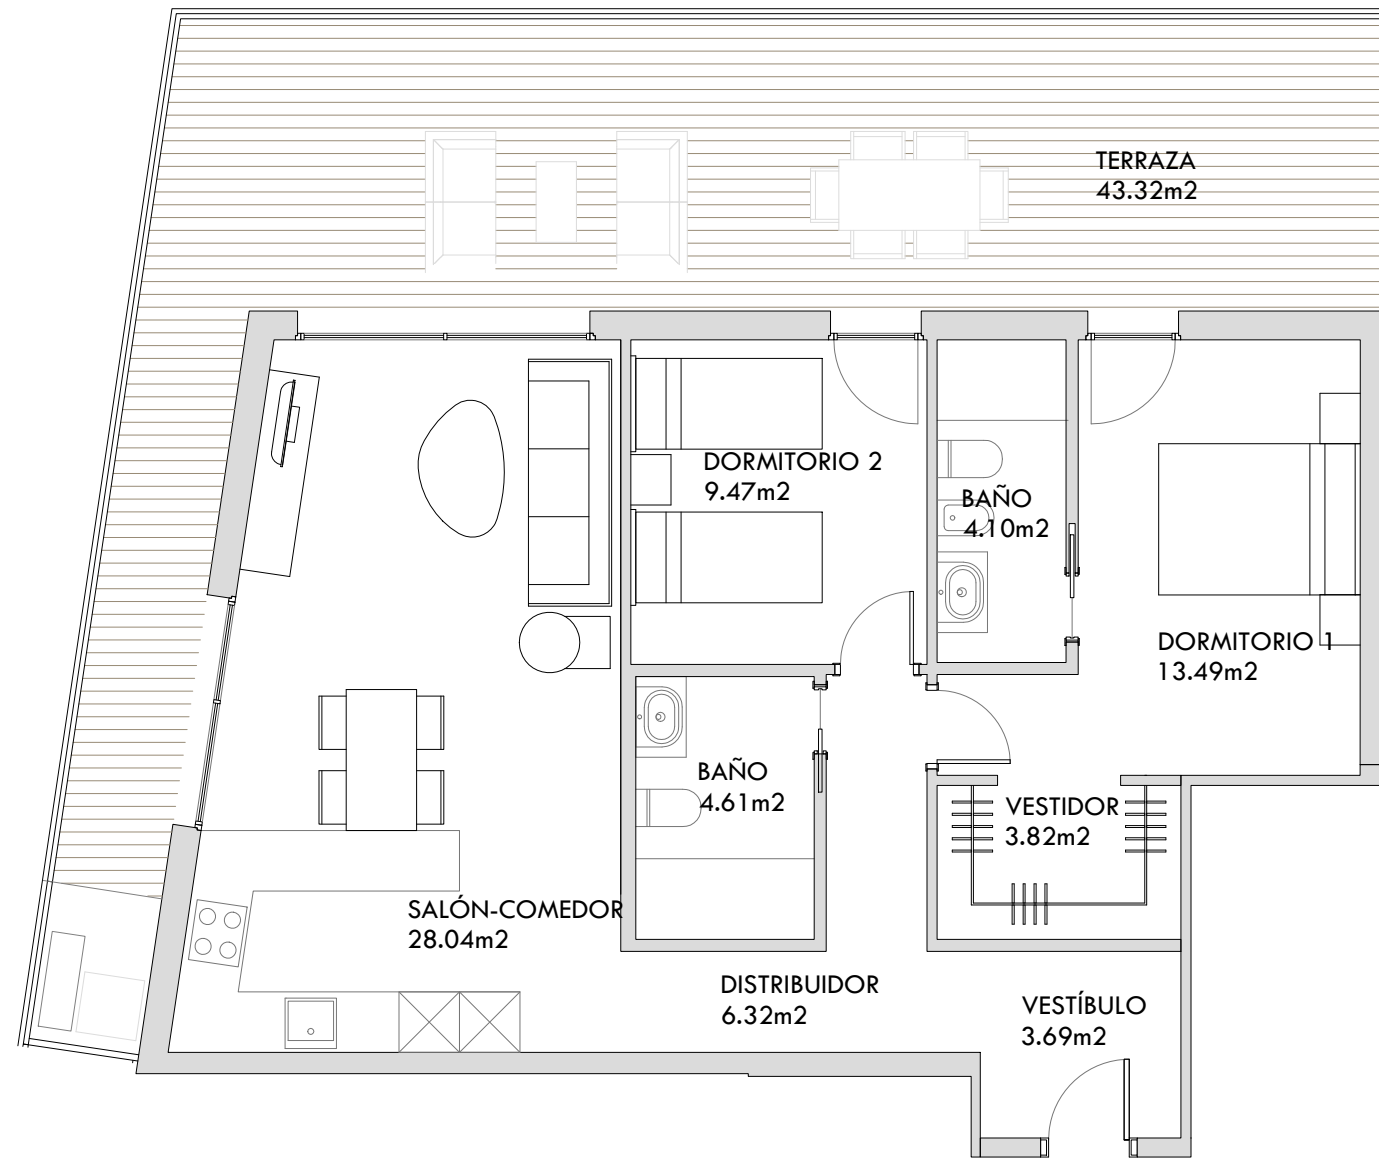 TERRAZA
43.32m2
DORMITORIO 2
9.47m2
BAÑO
4.10m2
DORMITORIO 1
13.49m2
BAÑO
4.61m2
VESTIDOR
3.82m2
SALÓN-COMEDOR
28.04m2
DISTRIBUIDOR
6.32m2
VESTÍBULO
3.69m2